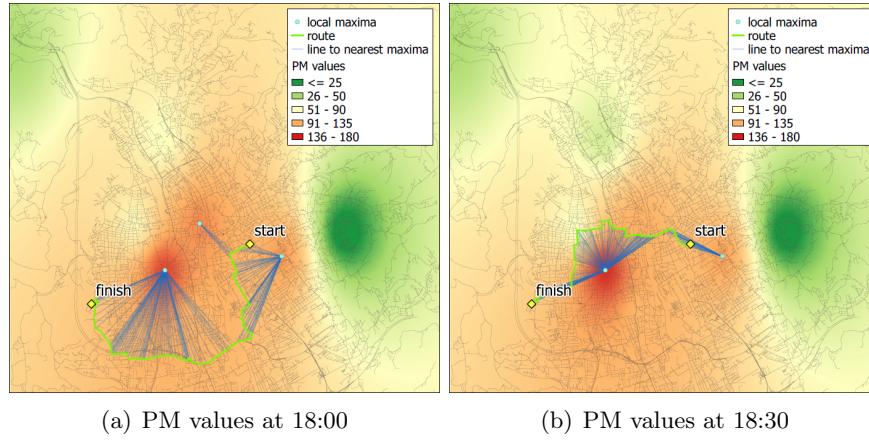 local maxima
route
line to nearest maxima
PM values
<= 25
26 - 50
51 - 90
91 - 135
136 - 180
start
finish
(a) PM values at 18:00
local maxima
route
line to nearest maxima
PM values
<= 25
26 - 50
51 - 90
91 - 135
136 - 180
start
finish
(b) PM values at 18:30